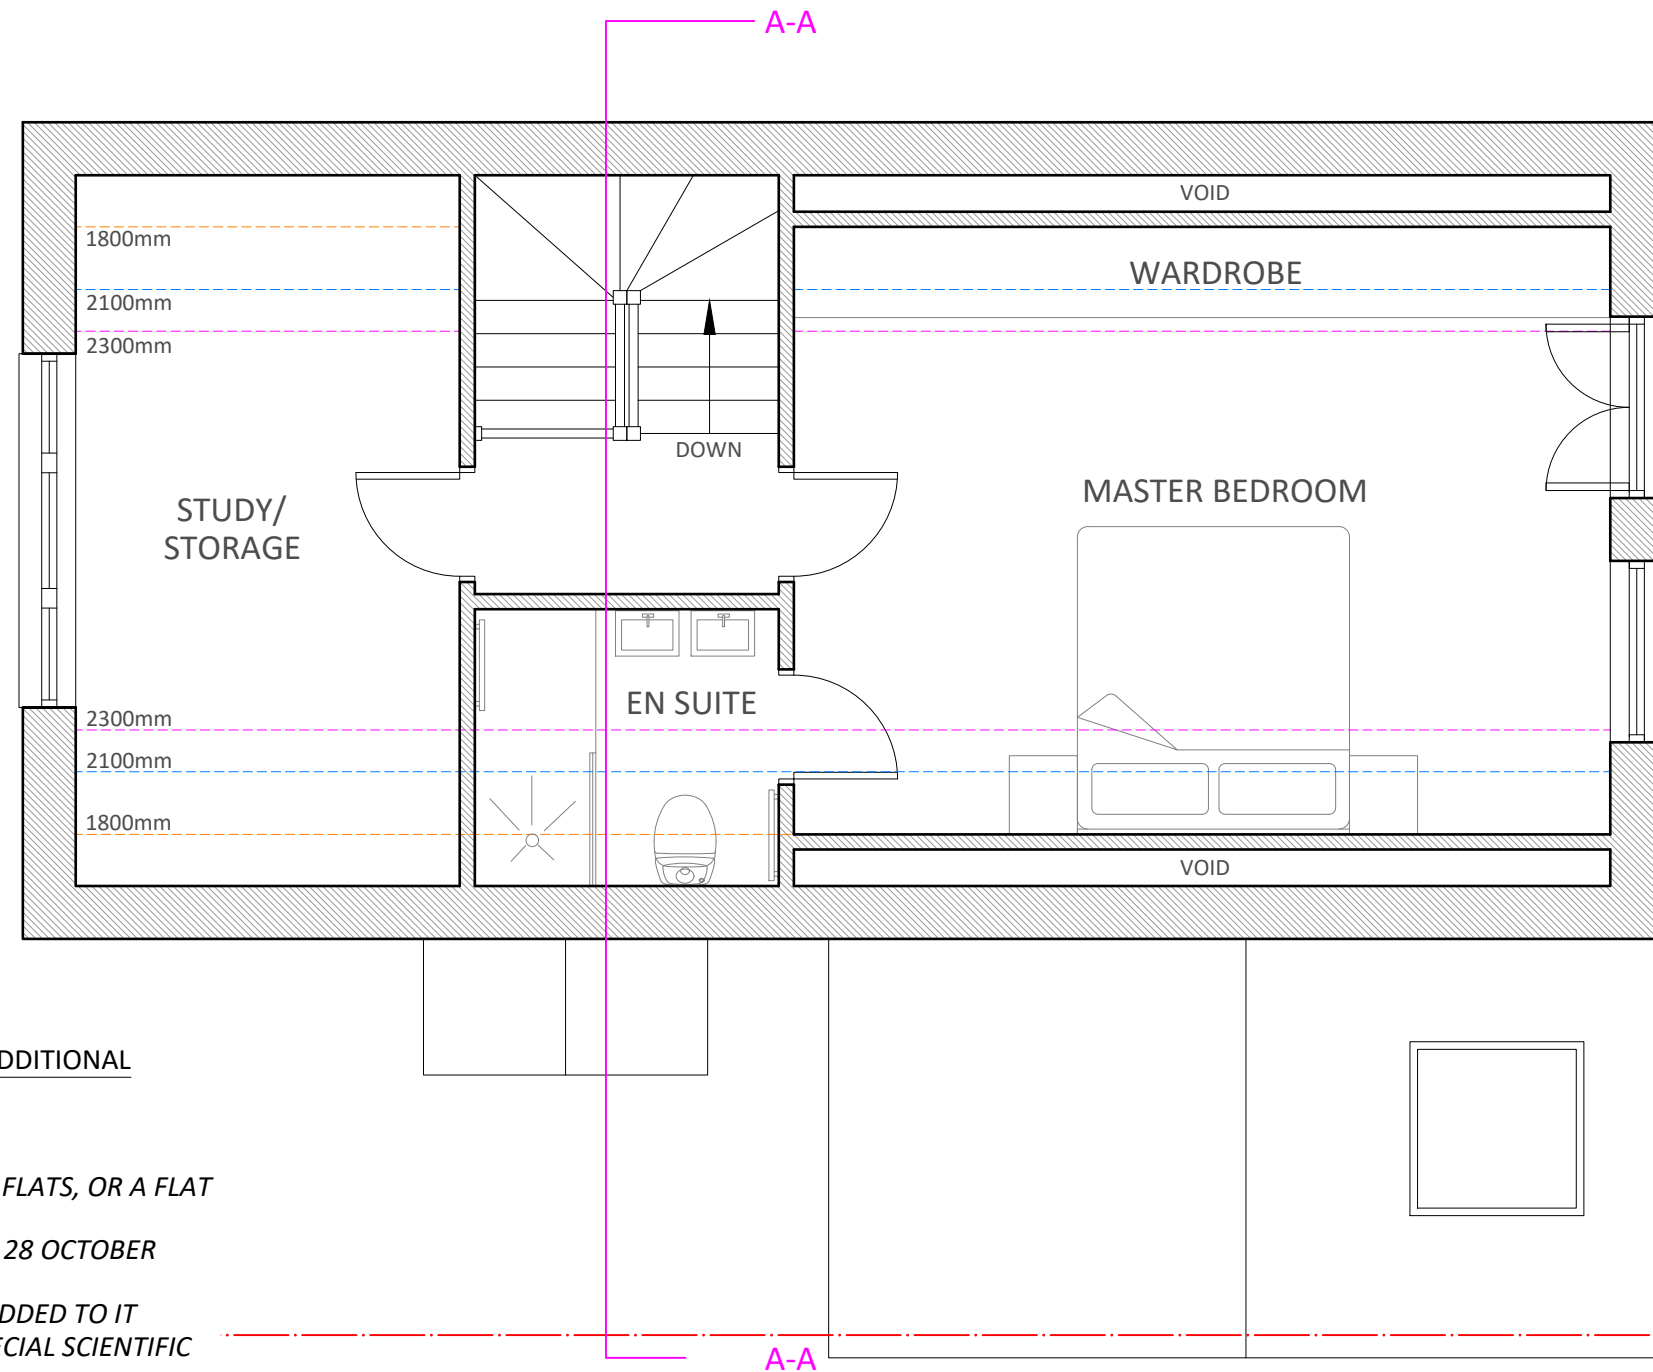 A-A
VOID
1800mm
WARDROBE
2100mm
2300mm
DOWN
MASTER BEDROOM
STUDY/
STORAGE
EN SUITE
2300mm
2100mm
1800mm
VOID
DDITIONAL
FLATS, OR A FLAT
28 OCTOBER
DDED TO IT
ECIAL SCIENTIFIC
A-A